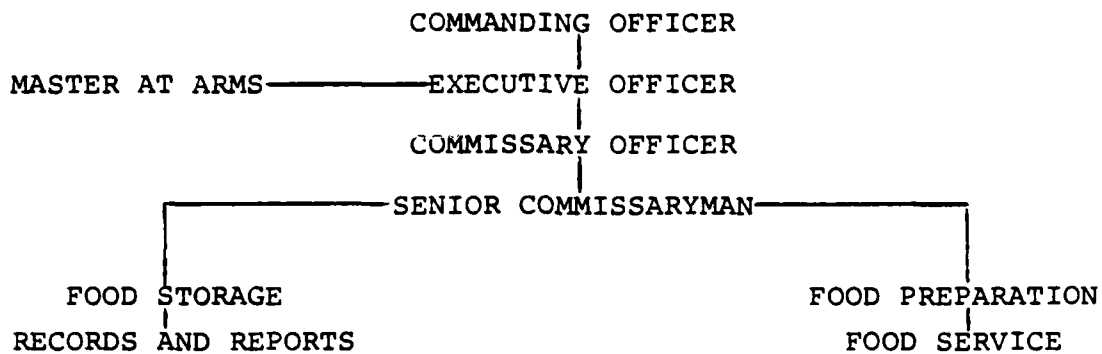 COMMANDING OFFICER
MASTER AT ARMS EXECUTIVE OFFICER
COMMISSARY OFFICER
SENIOR COMMISSARYMAN
FOOD STORAGE FOOD PREPARATION
RECORDS AND REPORTS FOOD SERVICE